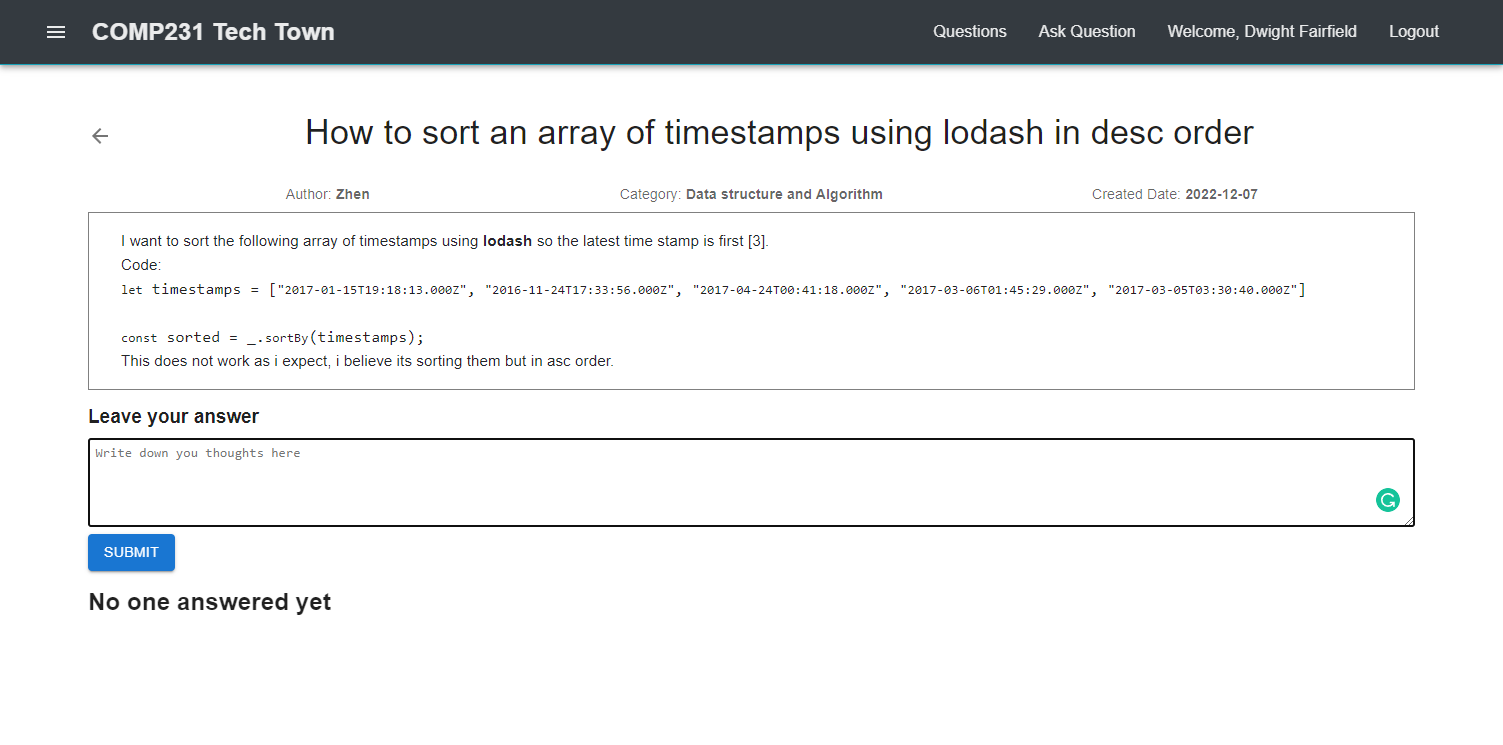 COMP231 Tech Town
Questions Ask Question Welcome, Dwight Fairfield Logout
How to sort an array of timestamps using lodash in desc order
Author: Zhen Category: Data structure and Algorithm Created Date: 2022-12-07
I want to sort the following array of timestamps using lodash so the latest time stamp is first [3].
Code:
let timestamps = ["2017-01-15T19:18:13.000Z", "2016-11-24T17:33:56.000Z", "2017-04-24T00:41:18.000Z", "2017-03-06T01:45:29.000Z", "2017-03-05T03:30:40.000Z"]
const sorted = _.sortBy(timestamps);
This does not work as i expect, i believe its sorting them but in asc order.
Leave your answer
Write down you thoughts here
SUBMIT
No one answered yet